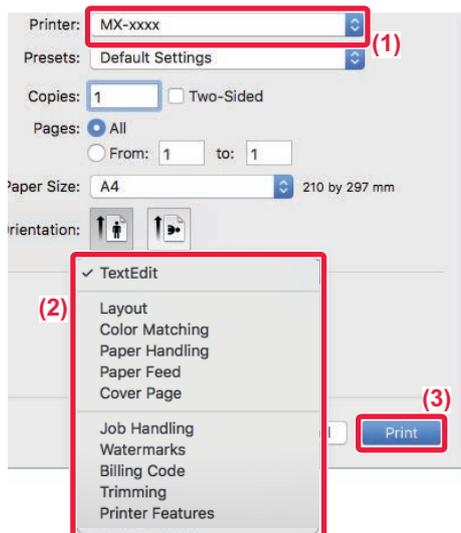 Printer: MX-xxxx
(1)
Presets: Default Settings
Copies: 1 Two-Sided
Pages: All
From: 1 to: 1
Paper Size: A4 210 by 297 mm
Orientation:
(2)
✓ TextEdit
Layout
Color Matching
Paper Handling
Paper Feed
Cover Page
Job Handling
Watermarks
Billing Code
Trimming
Printer Features
(3)
Print